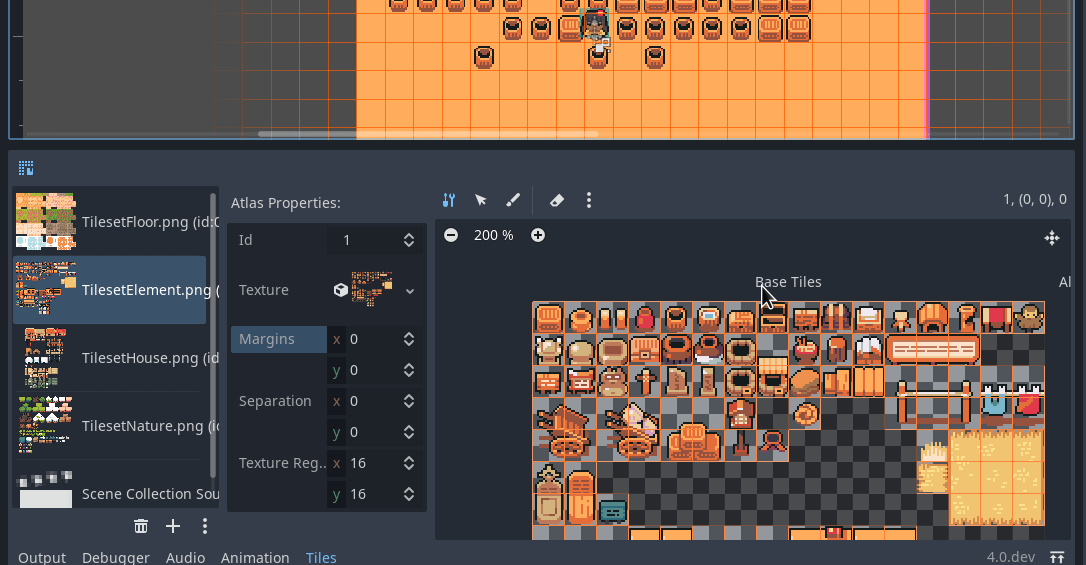 Atlas Properties:
1, (0, 0), 0
TilesetFloor.png (id:0
Id 1
200 %
Texture
Base Tiles
Al
TilesetElement.png (
Margins x 0
y 0
TilesetHouse.png (id
Separation x 0
y 0
TilesetNature.png (ic
Texture Reg.. x 16
y 16
Scene Collection Sou
Output Debugger Audio Animation Tiles
4.0.dev